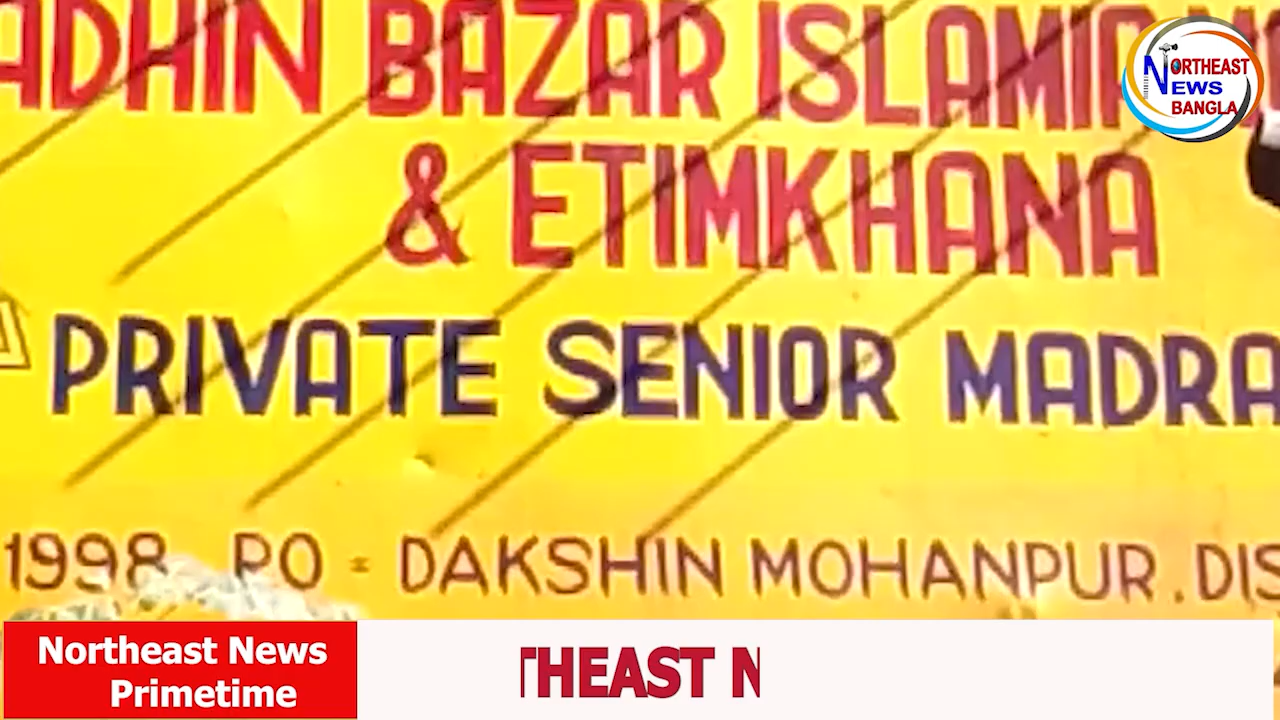 ADHIN BAZAR ISLAMIA
& ETIMKHANA
PRIVATE SENIOR MADRA
1998 PO = DAKSHIN MOHANPUR. DIS
NORTHEAST
NEWS
BANGLA
Northeast News
Primetime
THEAST N